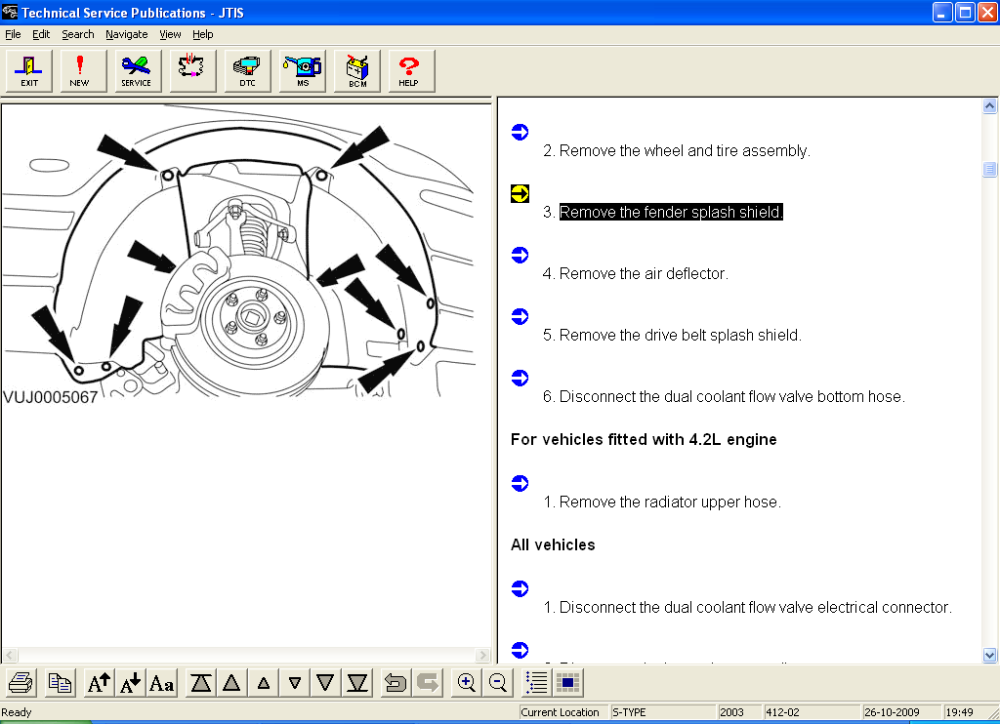 Technical Service Publications - JTIS
File Edit Search Navigate View Help
EXIT NEW SERVICE DTC MS BCM HELP
VUJ0005067
2. Remove the wheel and tire assembly.
3. Remove the fender splash shield.
4. Remove the air deflector.
5. Remove the drive belt splash shield.
6. Disconnect the dual coolant flow valve bottom hose.
For vehicles fitted with 4.2L engine
1. Remove the radiator upper hose.
All vehicles
1. Disconnect the dual coolant flow valve electrical connector.
A A Aa
Ready Current Location S-TYPE 2003 412-02 26-10-2009 19:49